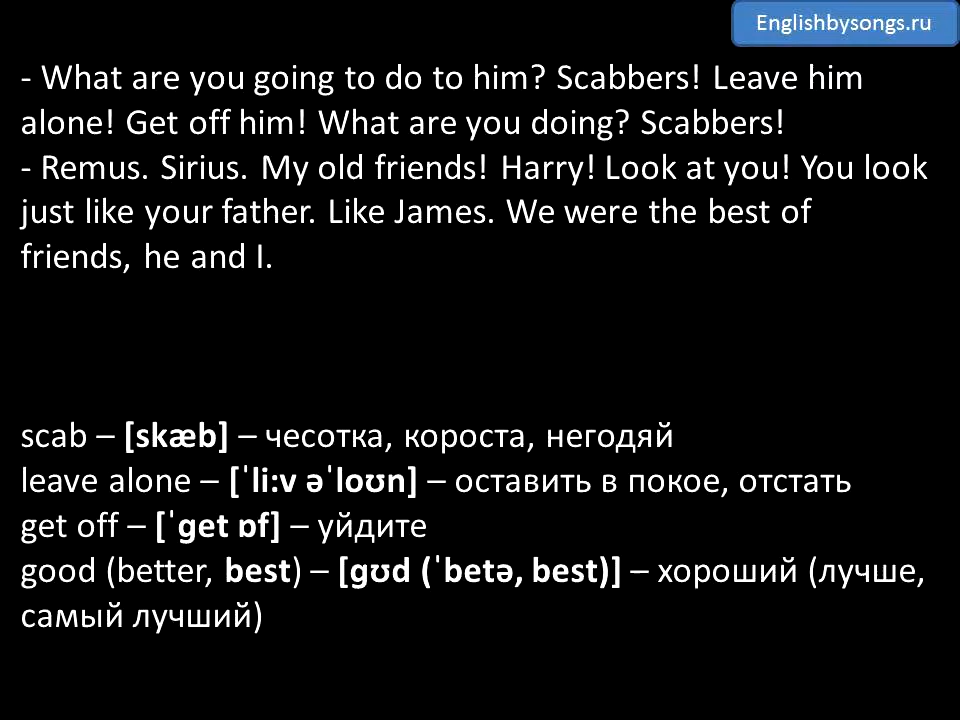 Englishbysongs.ru
- What are you going to do to him? Scabbers! Leave him
alone! Get off him! What are you doing? Scabbers!
- Remus. Sirius. My old friends! Harry! Look at you! You look
just like your father. Like James. We were the best of
friends, he and I.
scab – [skæb] – чесотка, короста, негодяй
leave alone – [ˈli:v əˈloʊn] – оставить в покое, отстать
get off – [ˈget ɒf] – уйдите
good (better, best) – [gʊd (ˈbetə, best)] – хороший (лучше,
самый лучший)